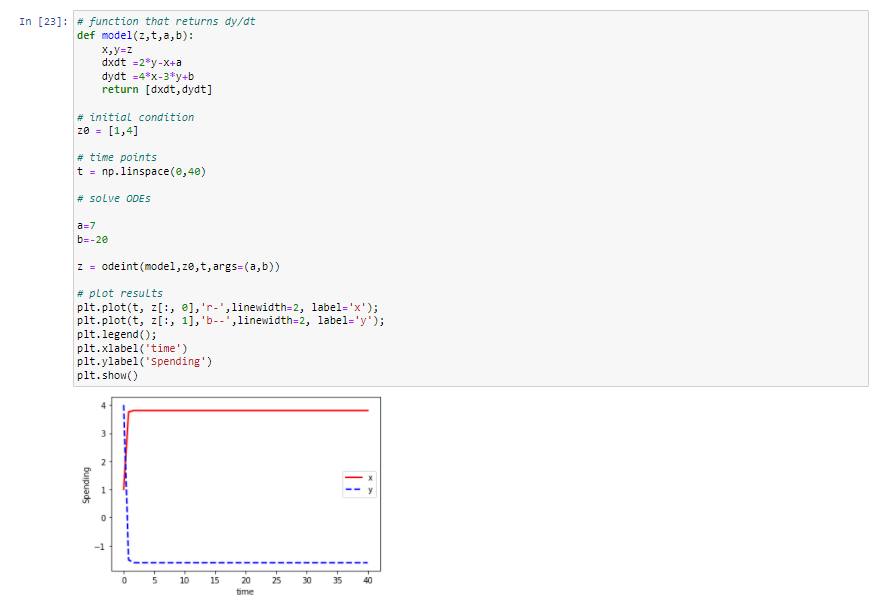 In [23]: # function that returns dy/dt
def model(z,t,a,b):
    x,y=z
    dxdt =2*y-x+a
    dydt =4*x-3*y+b
    return [dxdt,dydt]

# initial condition
z0 = [1,4]

# time points
t = np.linspace(0,40)

# solve ODEs

a=7
b=-20

z = odeint(model,z0,t,args=(a,b))

# plot results
plt.plot(t, z[:, 0],'r-',linewidth=2, label='x');
plt.plot(t, z[:, 1],'b--',linewidth=2, label='y');
plt.legend();
plt.xlabel('time')
plt.ylabel('Spending')
plt.show()
4
3
2
1
0
−1
Spending
x
y
0 5 10 15 20 25 30 35 40
time